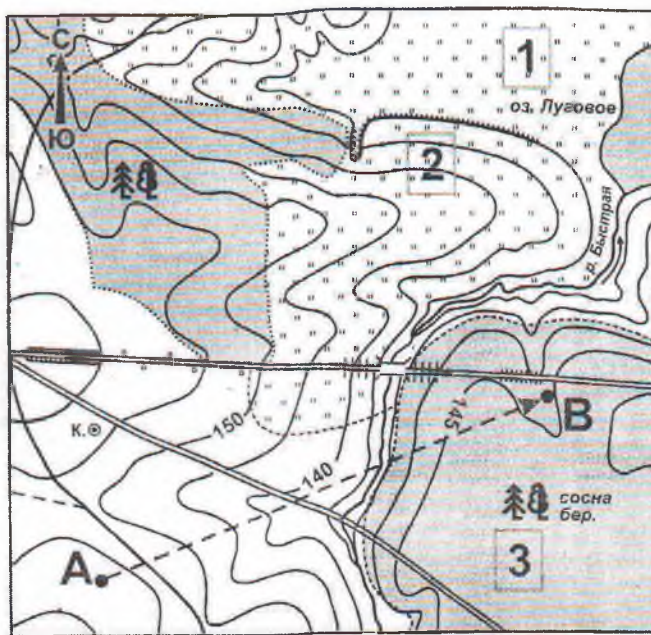 С
1
оз. Луговое
Ю
2
р. Быстрая
150
К.
145
В
140
сосна
бер.
А
3